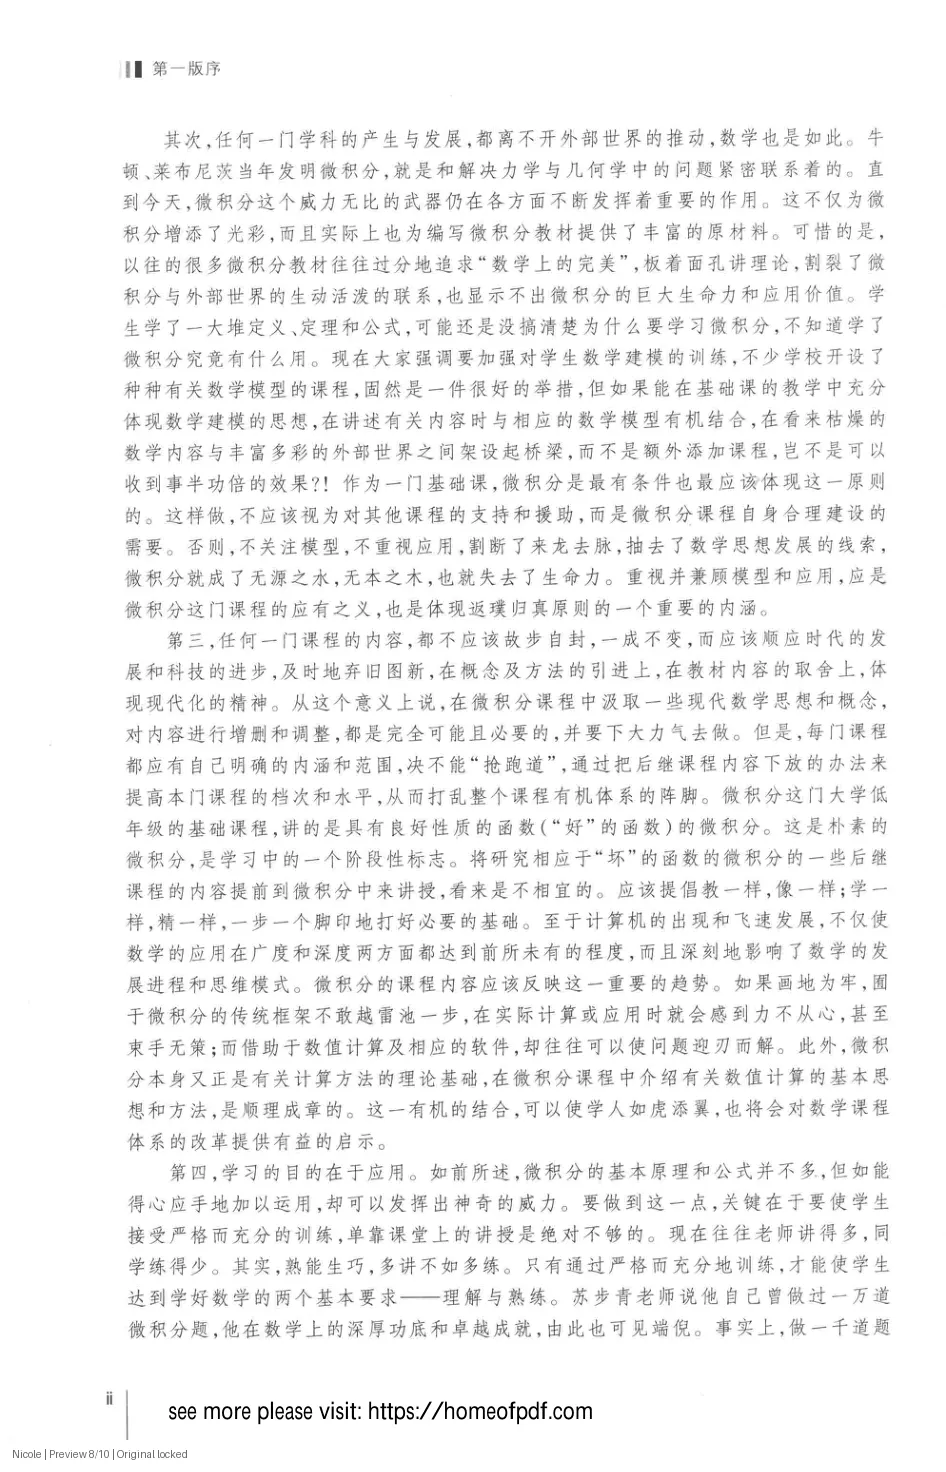 第一版序
其次,任何一门学科的产生与发展,都离不开外部世界的推动,数学也是如此。牛
顿、莱布尼茨当年发明微积分,就是和解决力学与几何学中的问题紧密联系着的。直
到今天,微积分这个威力无比的武器仍在各方面不断发挥着重要的作用。这不仅为微
积分增添了光彩,而且实际上也为编写微积分教材提供了丰富的原材料。可惜的是,
以往的很多微积分教材往往过分地追求“数学上的完美”,板着面孔讲理论,割裂了微
积分与外部世界的生动活泼的联系,也显示不出微积分的巨大生命力和应用价值。学
生学了一大堆定义、定理和公式,可能还是没搞清楚为什么要学习微积分,不知道学了
微积分究竟有什么用。现在大家强调要加强对学生数学建模的训练,不少学校开设了
种种有关数学模型的课程,固然是一件很好的举措,但如果能在基础课的教学中充分
体现数学建模的思想,在讲述有关内容时与相应的数学模型有机结合,在看来枯燥的
数学内容与丰富多彩的外部世界之间架设起桥梁,而不是额外添加课程,岂不是可以
收到事半功倍的效果?! 作为一门基础课,微积分是最有条件也最应该体现这一原则
的。这样做,不应该视为对其他课程的支持和援助,而是微积分课程自身合理建设的
需要。否则,不关注模型,不重视应用,割断了来龙去脉,抽去了数学思想发展的线索,
微积分就成了无源之水,无本之木,也就失去了生命力。重视并兼顾模型和应用,应是
微积分这门课程的应有之义,也是体现返璞归真原则的一个重要的内涵。
第三,任何一门课程的内容,都不应该故步自封,一成不变,而应该顺应时代的发
展和科技的进步,及时地弃旧图新,在概念及方法的引进上,在教材内容的取舍上,体
现现代化的精神。从这个意义上说,在微积分课程中汲取一些现代数学思想和概念,
对内容进行增删和调整,都是完全可能且必要的,并要下大力气去做。但是,每门课程
都应有自己明确的内涵和范围,决不能“抢跑道”,通过把后继课程内容下放的办法来
提高本门课程的档次和水平,从而打乱整个课程有机体系的阵脚。微积分这门大学低
年级的基础课程,讲的是具有良好性质的函数(“好”的函数)的微积分。这是朴素的
微积分,是学习中的一个阶段性标志。将研究相应于“坏”的函数的微积分的一些后继
课程的内容提前到微积分中来讲授,看来是不相宜的。应该提倡教一样,像一样;学一
样,精一样,一步一个脚印地打好必要的基础。至于计算机的出现和飞速发展,不仅使
数学的应用在广度和深度两方面都达到前所未有的程度,而且深刻地影响了数学的发
展进程和思维模式。微积分的课程内容应该反映这一重要的趋势。如果画地为牢,囿
于微积分的传统框架不敢越雷池一步,在实际计算或应用时就会感到力不从心,甚至
束手无策;而借助于数值计算及相应的软件,却往往可以使问题迎刃而解。此外,微积
分本身又正是有关计算方法的理论基础,在微积分课程中介绍有关数值计算的基本思
想和方法,是顺理成章的。这一有机的结合,可以使学人如虎添翼,也将会对数学课程
体系的改革提供有益的启示。
第四,学习的目的在于应用。如前所述,微积分的基本原理和公式并不多,但如能
得心应手地加以运用,却可以发挥出神奇的威力。要做到这一点,关键在于要使学生
接受严格而充分的训练,单靠课堂上的讲授是绝对不够的。现在往往老师讲得多,同
学练得少。其实,熟能生巧,多讲不如多练。只有通过严格而充分地训练,才能使学生
达到学好数学的两个基本要求——理解与熟练。苏步青老师说他自己曾做过一万道
微积分题,他在数学上的深厚功底和卓越成就,由此也可见端倪。事实上,做一千道题
ii
see more please visit: https://homeofpdf.com
Nicole | Preview 8/10 | Original locked